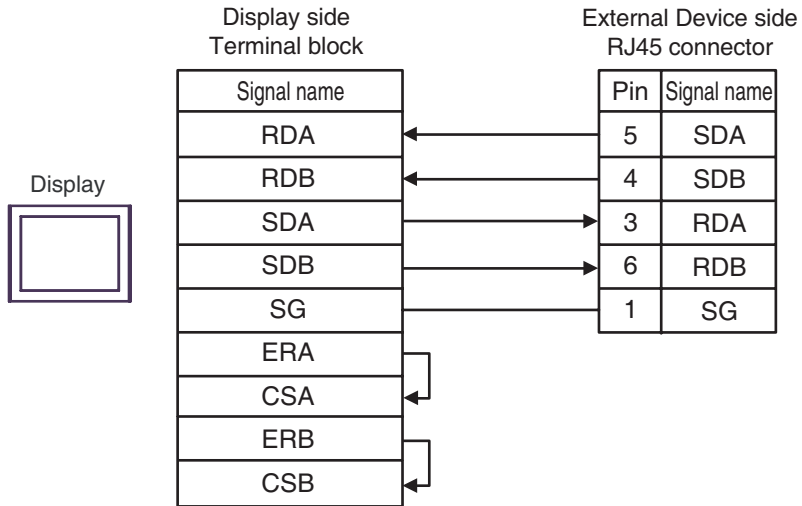 Display side
Terminal block
External Device side
RJ45 connector
Signal name
Pin Signal name
RDA 5 SDA
RDB 4 SDB
Display
SDA 3 RDA
SDB 6 RDB
SG 1 SG
ERA
CSA
ERB
CSB